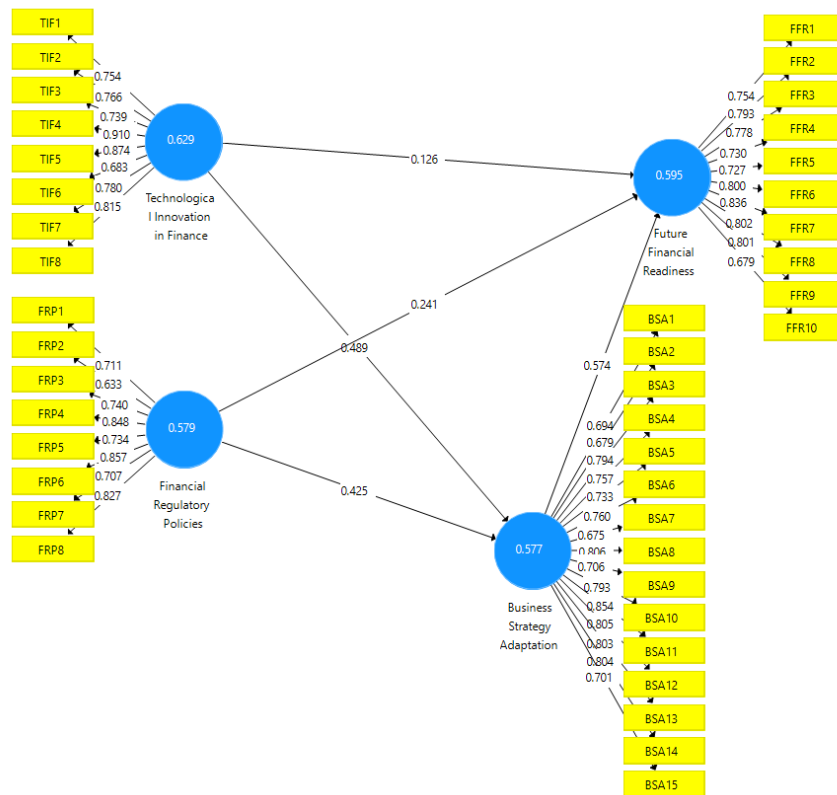 TIF1
TIF2
TIF3
TIF4
TIF5
TIF6
TIF7
TIF8
0.754
0.766
0.739
0.910
0.874
0.683
0.780
0.815
0.629
Technologica
l Innovation
in Finance
FRP1
FRP2
FRP3
FRP4
FRP5
FRP6
FRP7
FRP8
0.711
0.633
0.740
0.848
0.734
0.857
0.707
0.827
0.579
Financial
Regulatory
Policies
0.126
0.241
0.489
0.425
0.574
0.595
Future
Financial
Readiness
0.754
0.793
0.778
0.730
0.727
0.800
0.836
0.802
0.801
0.679
FFR1
FFR2
FFR3
FFR4
FFR5
FFR6
FFR7
FFR8
FFR9
FFR10
0.577
Business
Strategy
Adaptation
0.694
0.679
0.794
0.757
0.733
0.760
0.675
0.806
0.706
0.793
0.854
0.805
0.803
0.804
0.701
BSA1
BSA2
BSA3
BSA4
BSA5
BSA6
BSA7
BSA8
BSA9
BSA10
BSA11
BSA12
BSA13
BSA14
BSA15